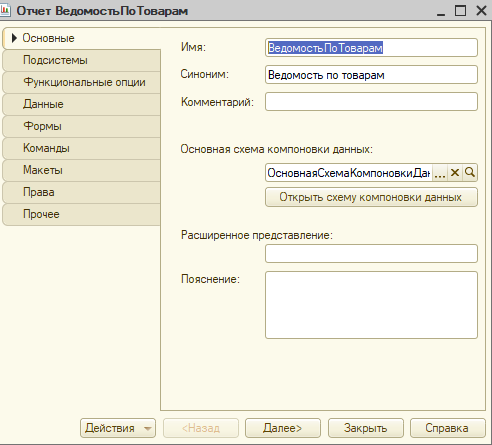 Отчет ВедомостьПоТоварам
Основные
Подсистемы
Функциональные опции
Данные
Формы
Команды
Макеты
Права
Прочее
Имя: ВедомостьПоТоварам
Синоним: Ведомость по товарам
Комментарий:
Основная схема компоновки данных:
ОсновнаяСхемаКомпоновкиДан ...
Открыть схему компоновки данных
Расширенное представление:
Пояснение:
Действия <Назад Далее> Закрыть Справка